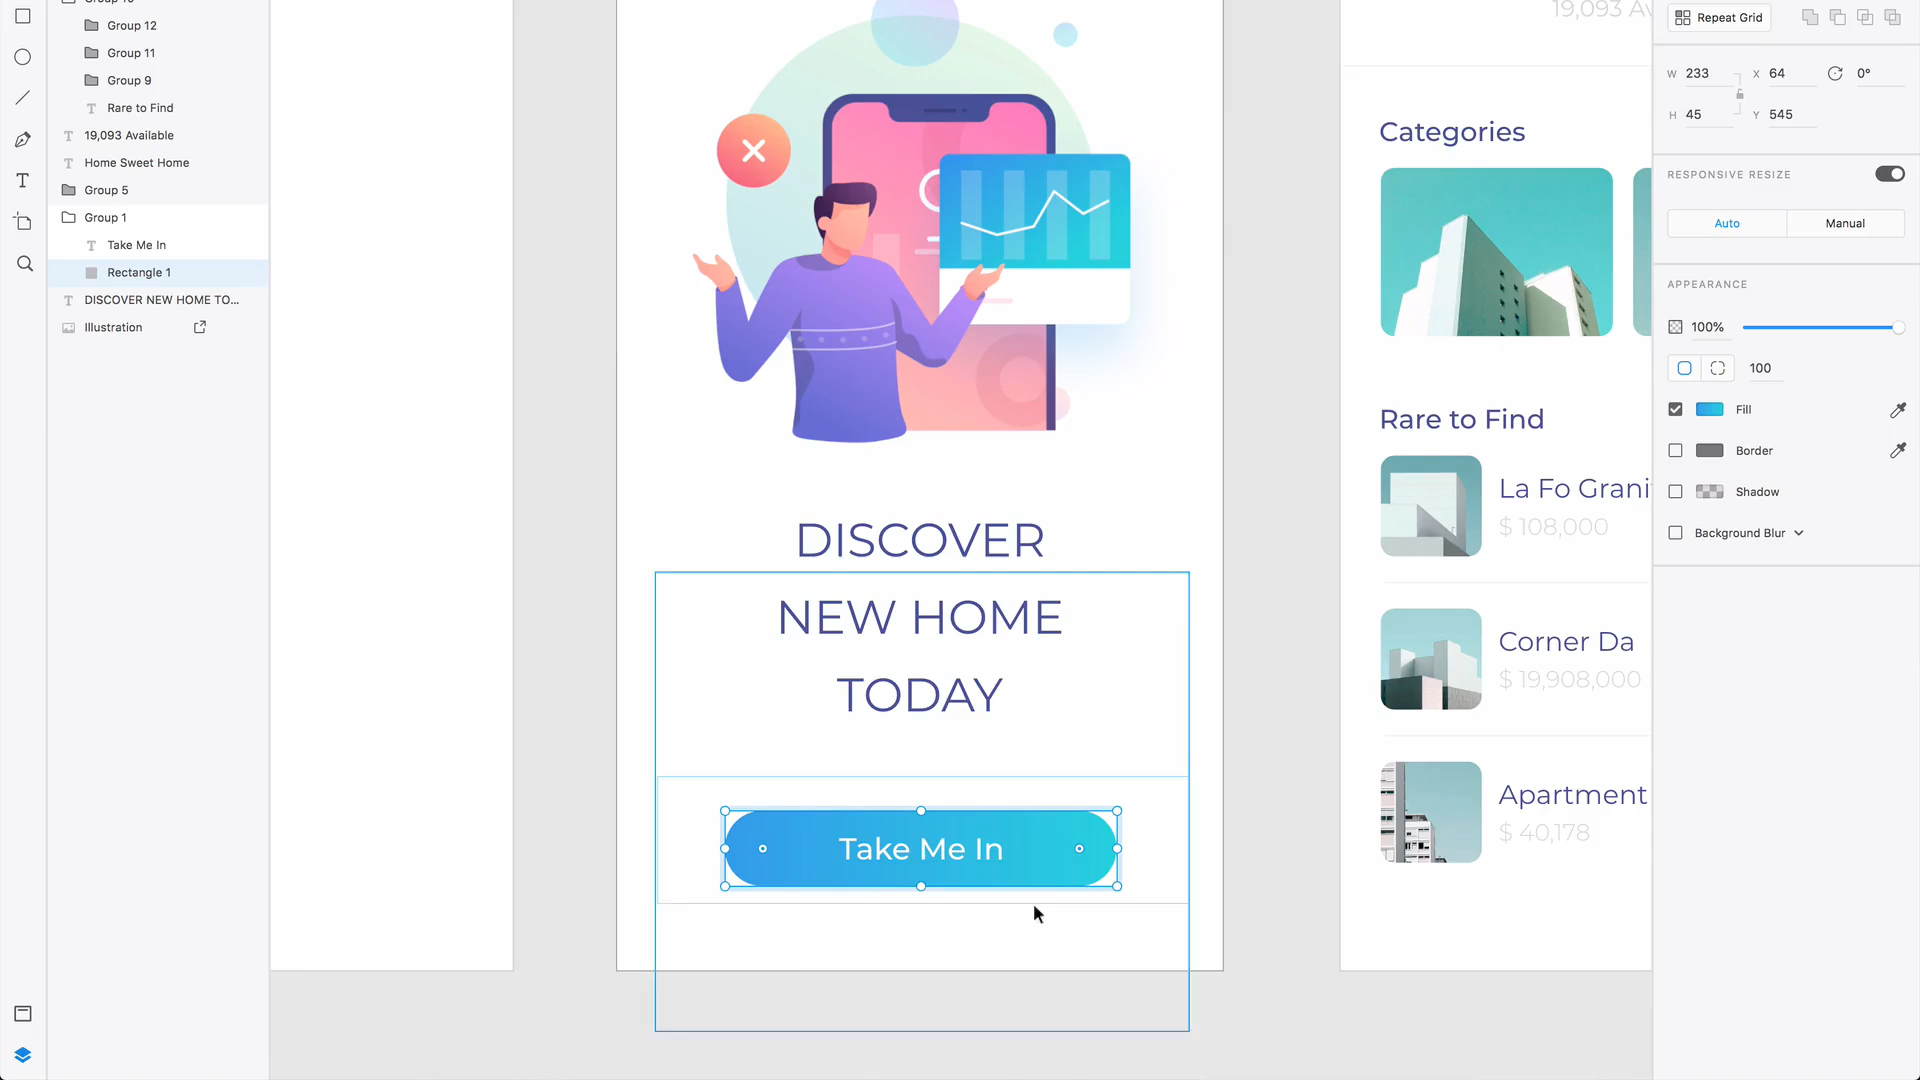 Group 12
Group 11
Group 9
Rare to Find
19,093 Available
Home Sweet Home
Group 5
Group 1
Take Me In
Rectangle 1
DISCOVER NEW HOME TO...
Illustration
DISCOVER
NEW HOME
TODAY
Take Me In
19,093 Av
Categories
Rare to Find
La Fo Grani
$ 108,000
Corner Da
$ 19,908,000
Apartment
$ 40,178
Repeat Grid
W 233 X 64 0°
H 45 Y 545
RESPONSIVE RESIZE
Auto Manual
APPEARANCE
100%
100
Fill
Border
Shadow
Background Blur